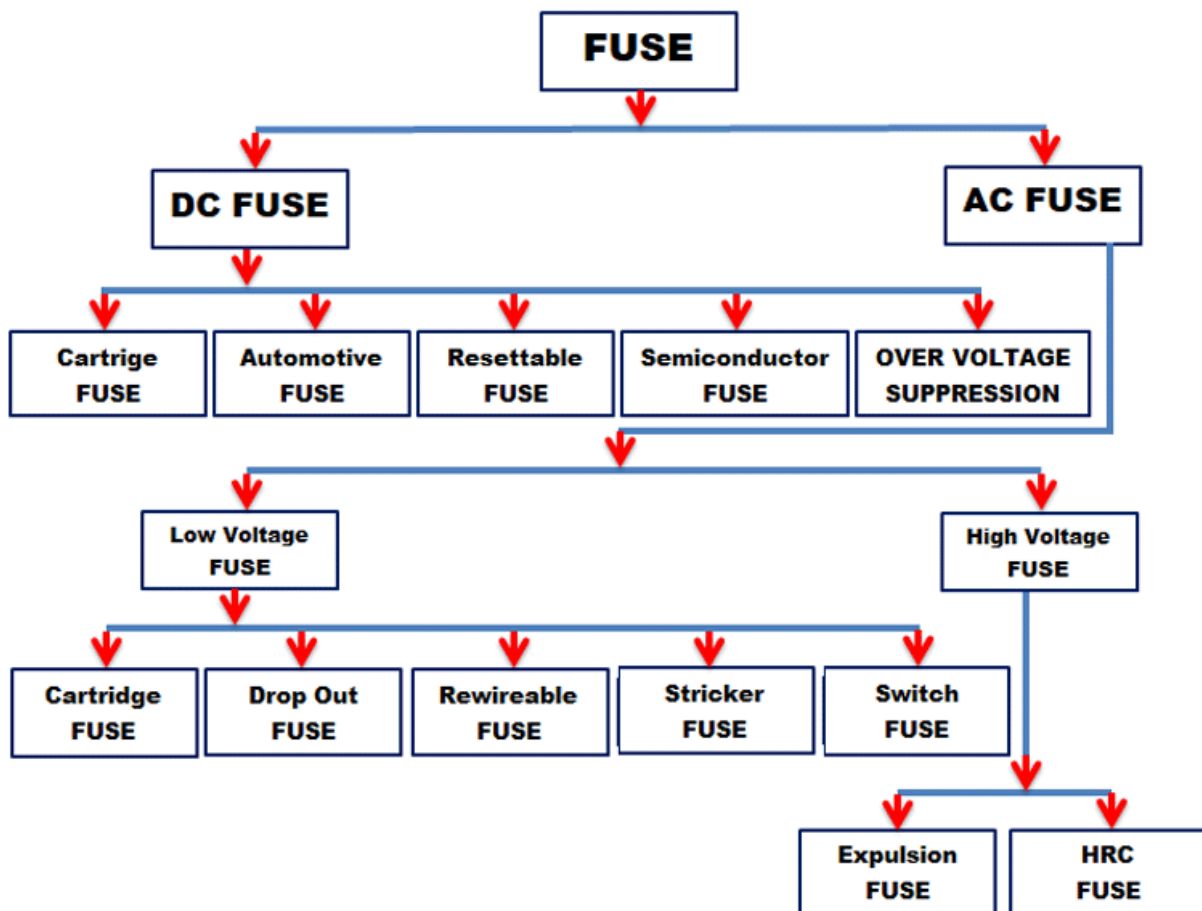 FUSE
DC FUSE
AC FUSE
Cartrige
FUSE
Automotive
FUSE
Resettable
FUSE
Semiconductor
FUSE
OVER VOLTAGE
SUPPRESSION
Low Voltage
FUSE
High Voltage
FUSE
Cartridge
FUSE
Drop Out
FUSE
Rewireable
FUSE
Stricker
FUSE
Switch
FUSE
Expulsion
FUSE
HRC
FUSE